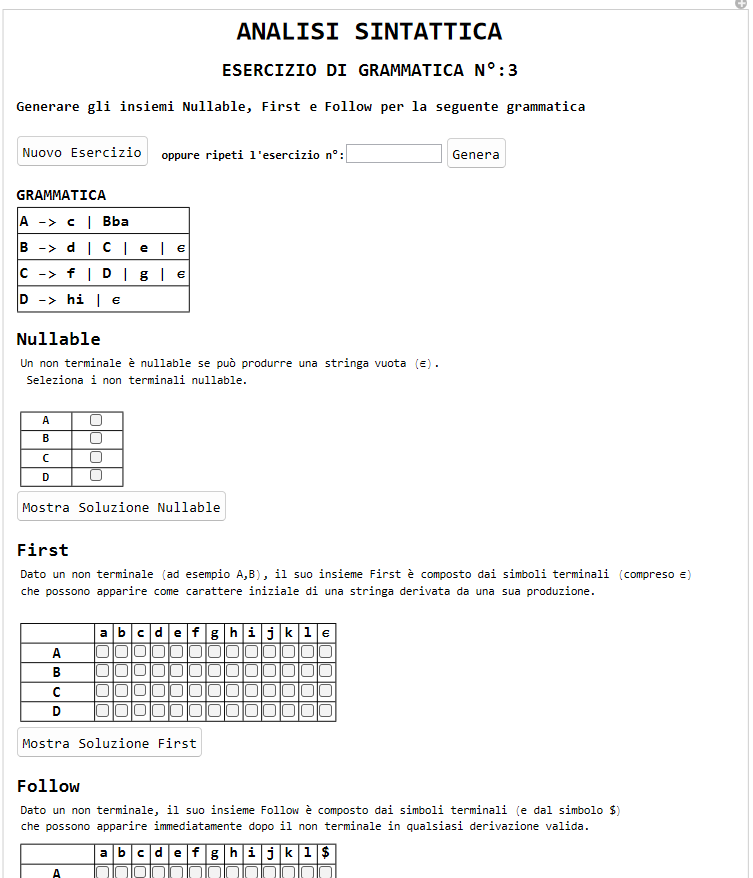 ANALISI SINTATTICA
ESERCIZIO DI GRAMMATICA N°:3
Generare gli insiemi Nullable, First e Follow per la seguente grammatica
Nuovo Esercizio oppure ripeti l'esercizio n°: Genera
GRAMMATICA
A -> c | Bba
B -> d | C | e | ϵ
C -> f | D | g | ϵ
D -> hi | ϵ
Nullable
Un non terminale è nullable se può produrre una stringa vuota (ϵ).
Seleziona i non terminali nullable.
A
B
C
D
Mostra Soluzione Nullable
First
Dato un non terminale (ad esempio A,B), il suo insieme First è composto dai simboli terminali (compreso ϵ)
che possono apparire come carattere iniziale di una stringa derivata da una sua produzione.
a b c d e f g h i j k l ϵ
A
B
C
D
Mostra Soluzione First
Follow
Dato un non terminale, il suo insieme Follow è composto dai simboli terminali (e dal simbolo $)
che possono apparire immediatamente dopo il non terminale in qualsiasi derivazione valida.
a b c d e f g h i j k l $
A